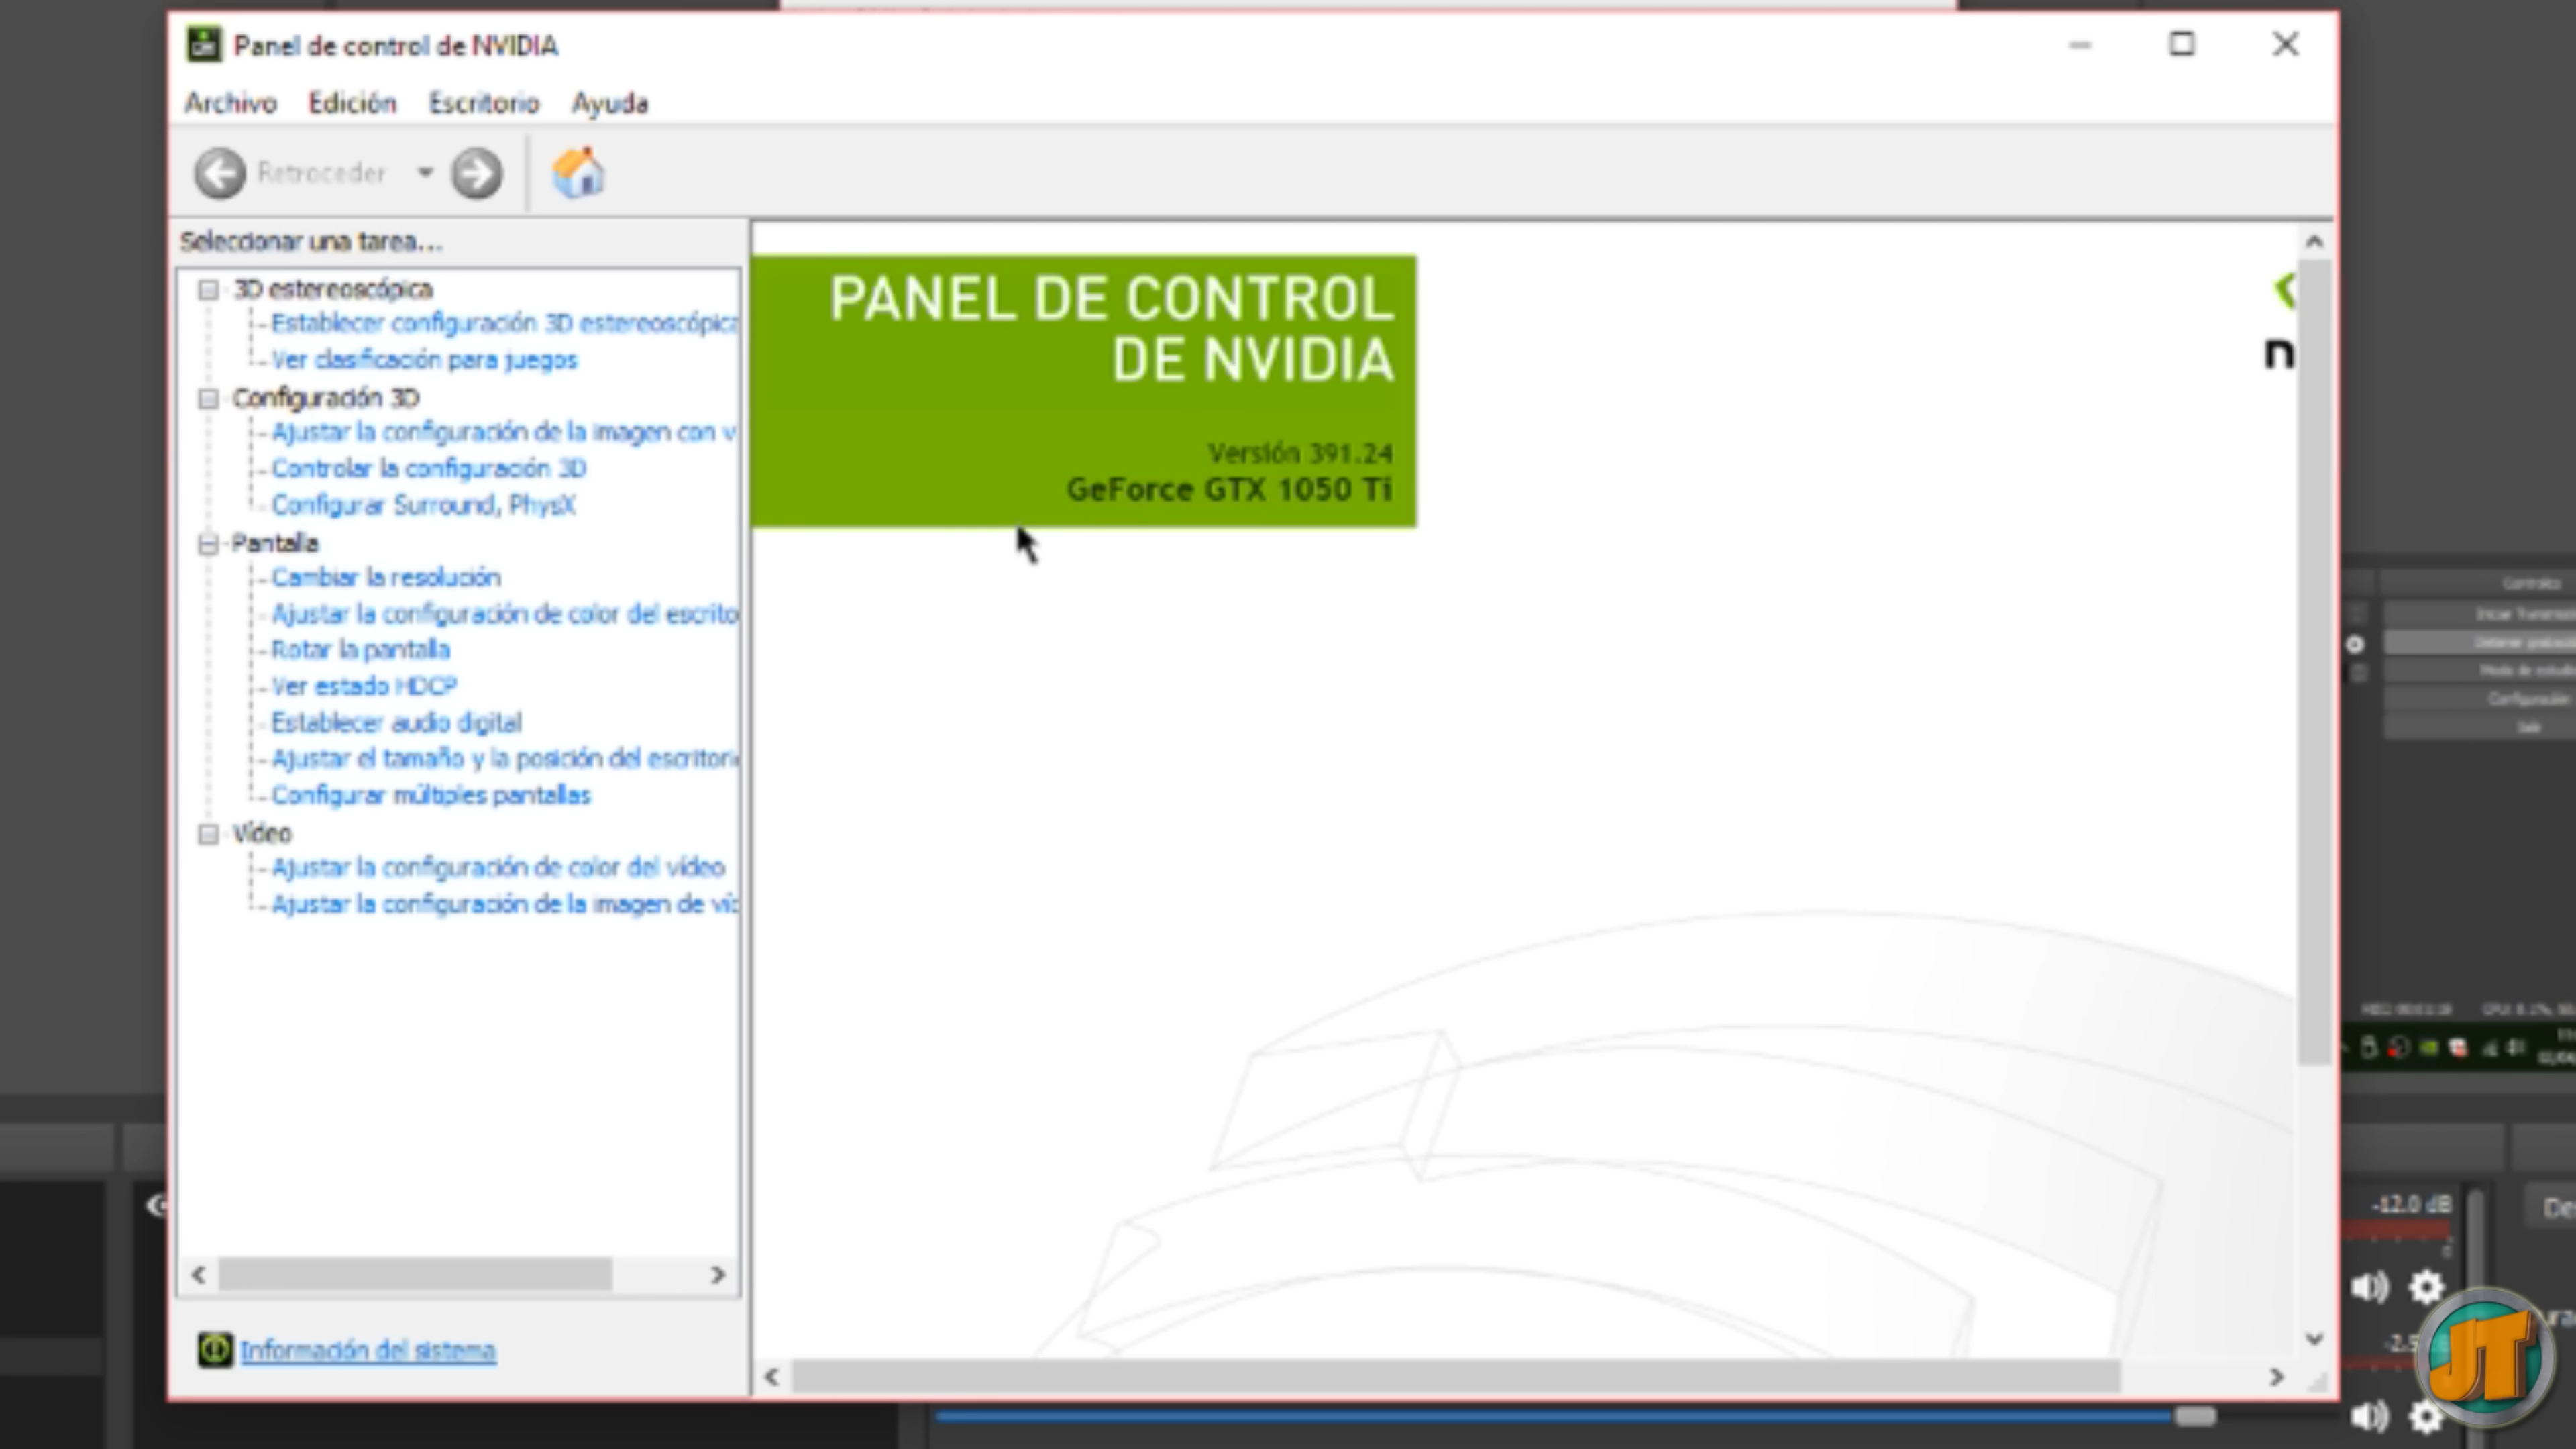 Panel de control de NVIDIA
Archivo Edición Escritorio Ayuda
Retroceder
Seleccionar una tarea...
3D estereoscópica
Establecer configuración 3D estereoscópica
Ver clasificación para juegos
Configuración 3D
Ajustar la configuración de la imagen con v
Controlar la configuración 3D
Configurar Surround, PhysX
Pantalla
Cambiar la resolución
Ajustar la configuración de color del escrito
Rotar la pantalla
Ver estado HDCP
Establecer audio digital
Ajustar el tamaño y la posición del escritori
Configurar múltiples pantallas
Vídeo
Ajustar la configuración de color del vídeo
Ajustar la configuración de la imagen de víd
Información del sistema
PANEL DE CONTROL
DE NVIDIA
Versión 391.24
GeForce GTX 1050 Ti
n
Controles
Configuración
Salir
-12.0 dB
JT